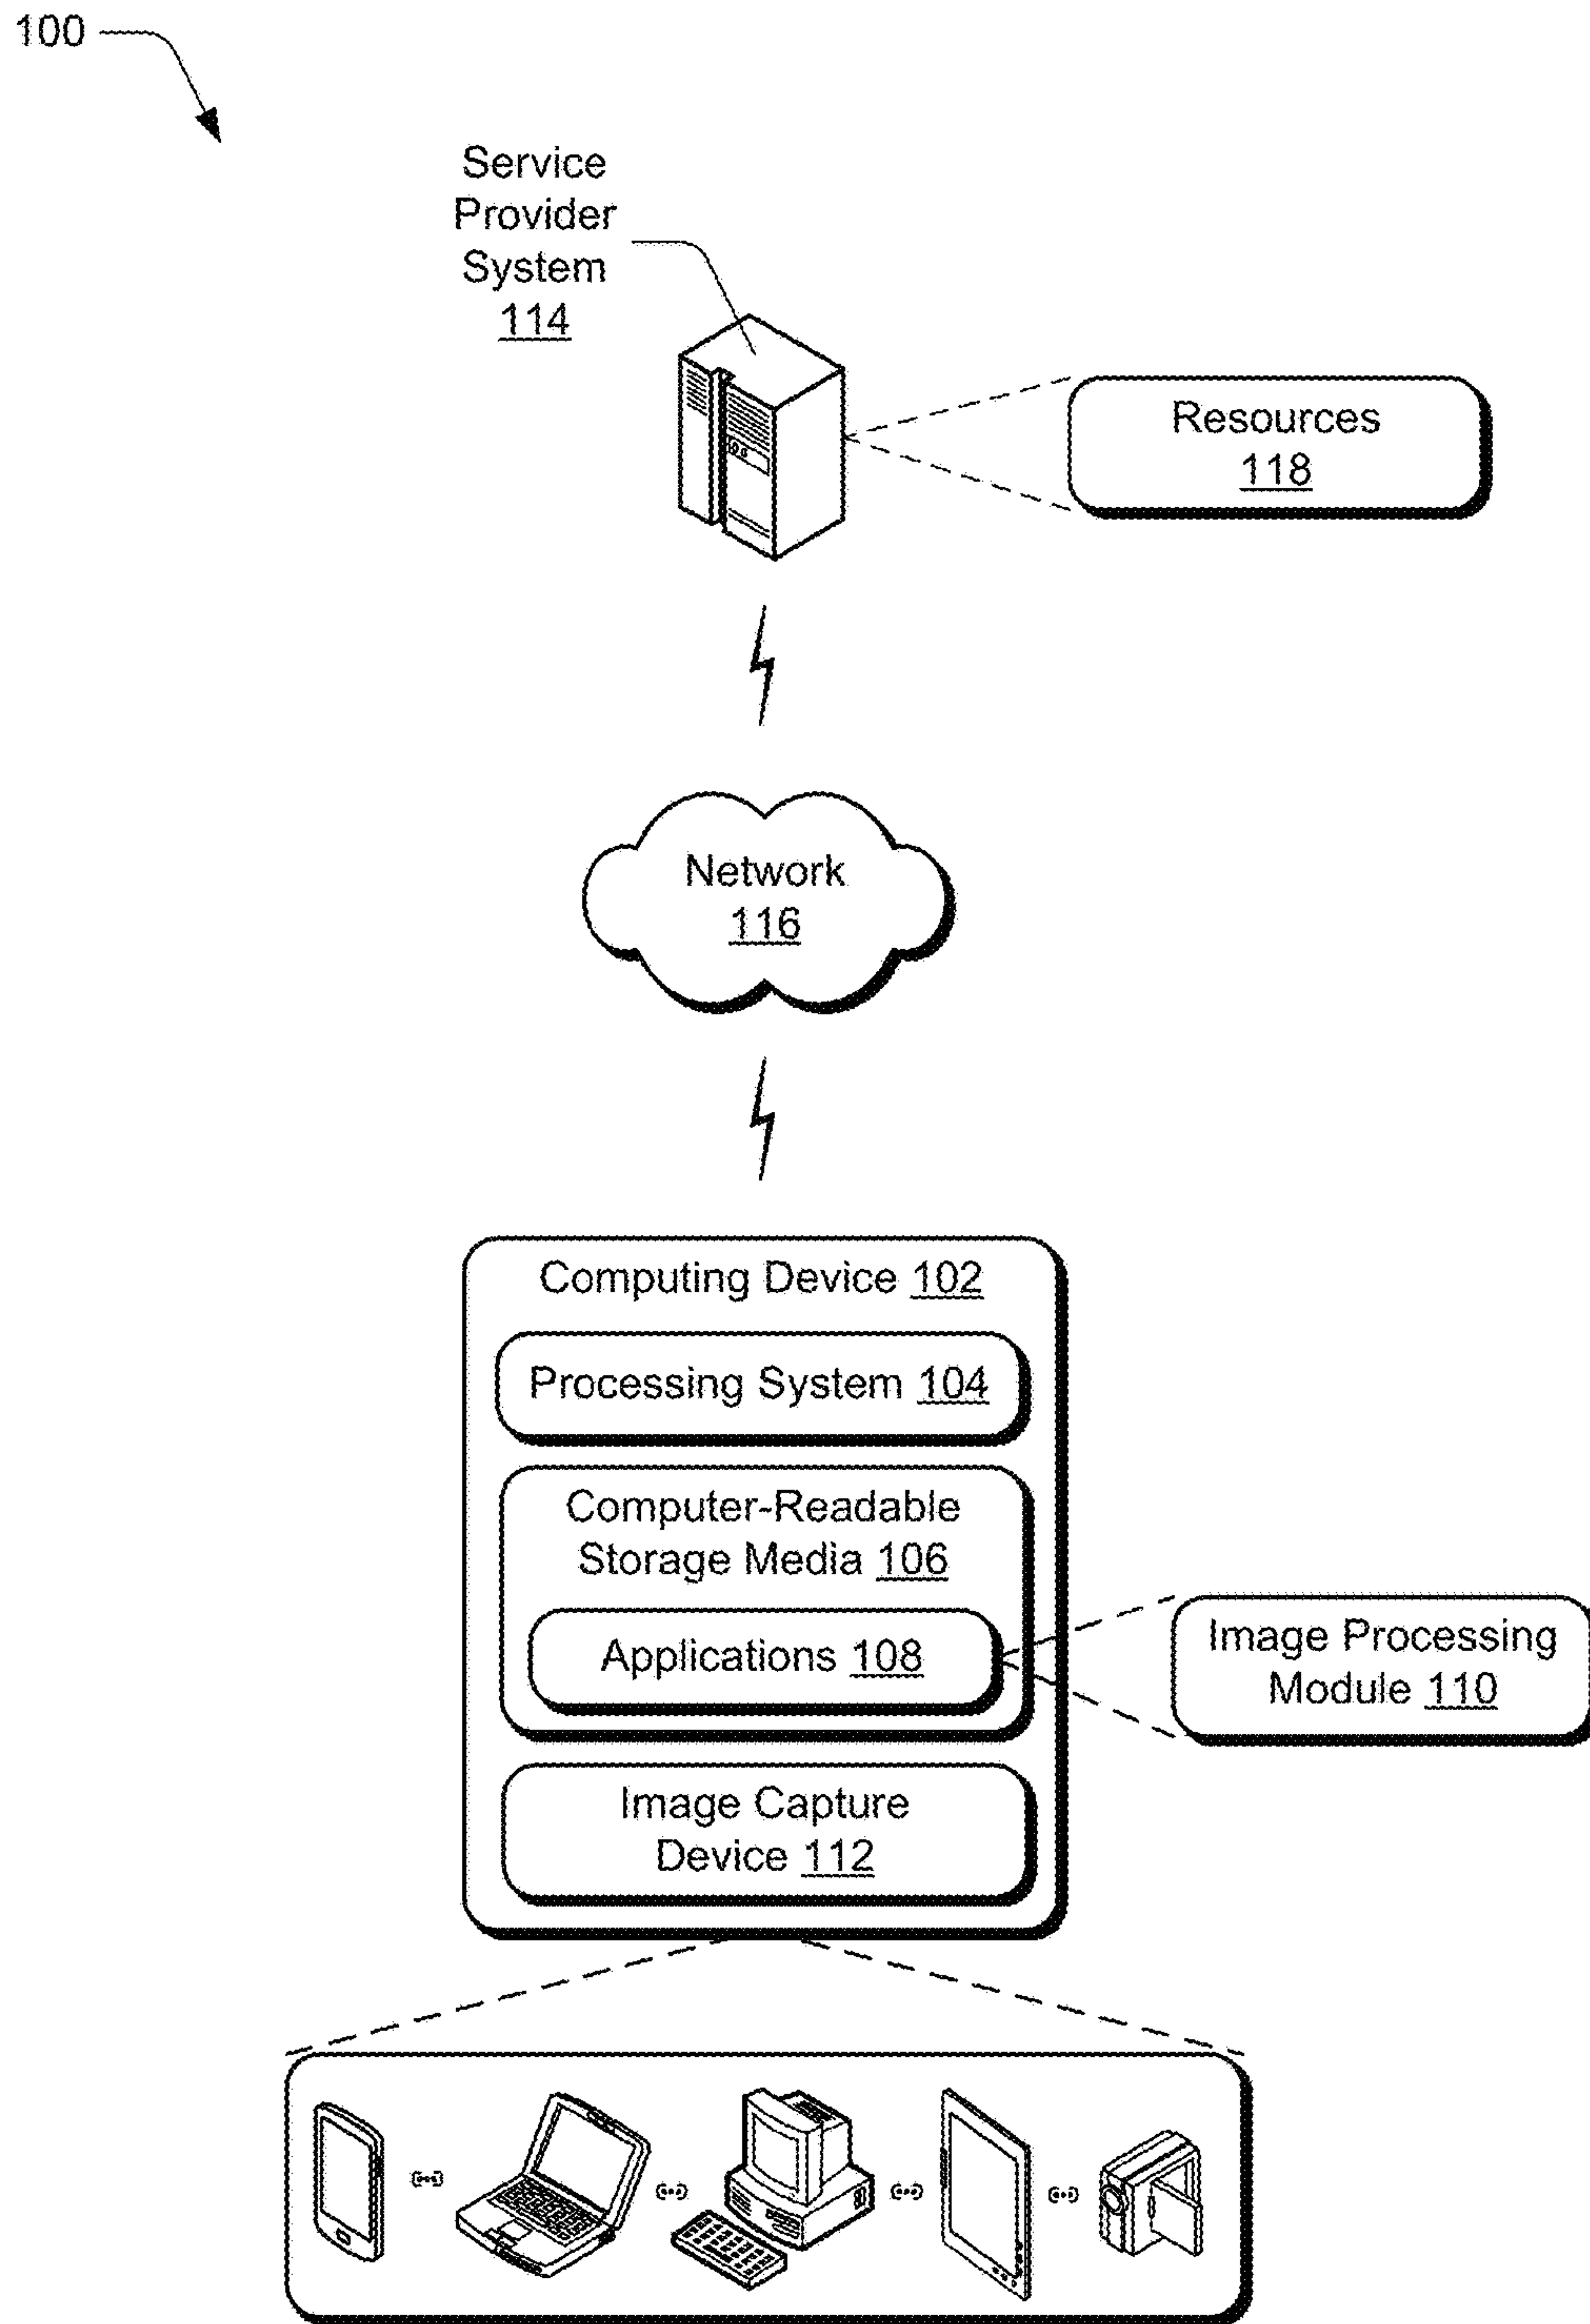 100
Service
Provider
System
114
Resources
118
Network
116
Computing Device 102
Processing System 104
Computer-Readable
Storage Media 106
Applications 108
Image Processing
Module 110
Image Capture
Device 112